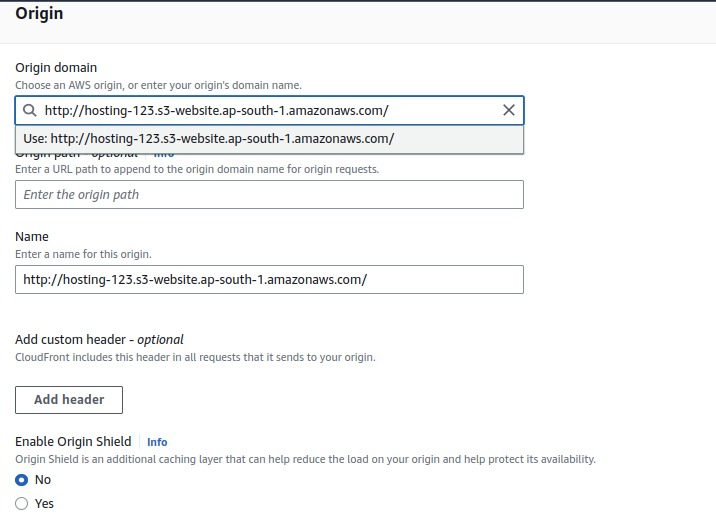 Origin
Origin domain
Choose an AWS origin, or enter your origin's domain name.
http://hosting-123.s3-website.ap-south-1.amazonaws.com/
Use: http://hosting-123.s3-website.ap-south-1.amazonaws.com/
Origin path - optional Info
Enter a URL path to append to the origin domain name for origin requests.
Enter the origin path
Name
Enter a name for this origin.
http://hosting-123.s3-website.ap-south-1.amazonaws.com/
Add custom header - optional
CloudFront includes this header in all requests that it sends to your origin.
Add header
Enable Origin Shield Info
Origin Shield is an additional caching layer that can help reduce the load on your origin and help protect its availability.
No
Yes